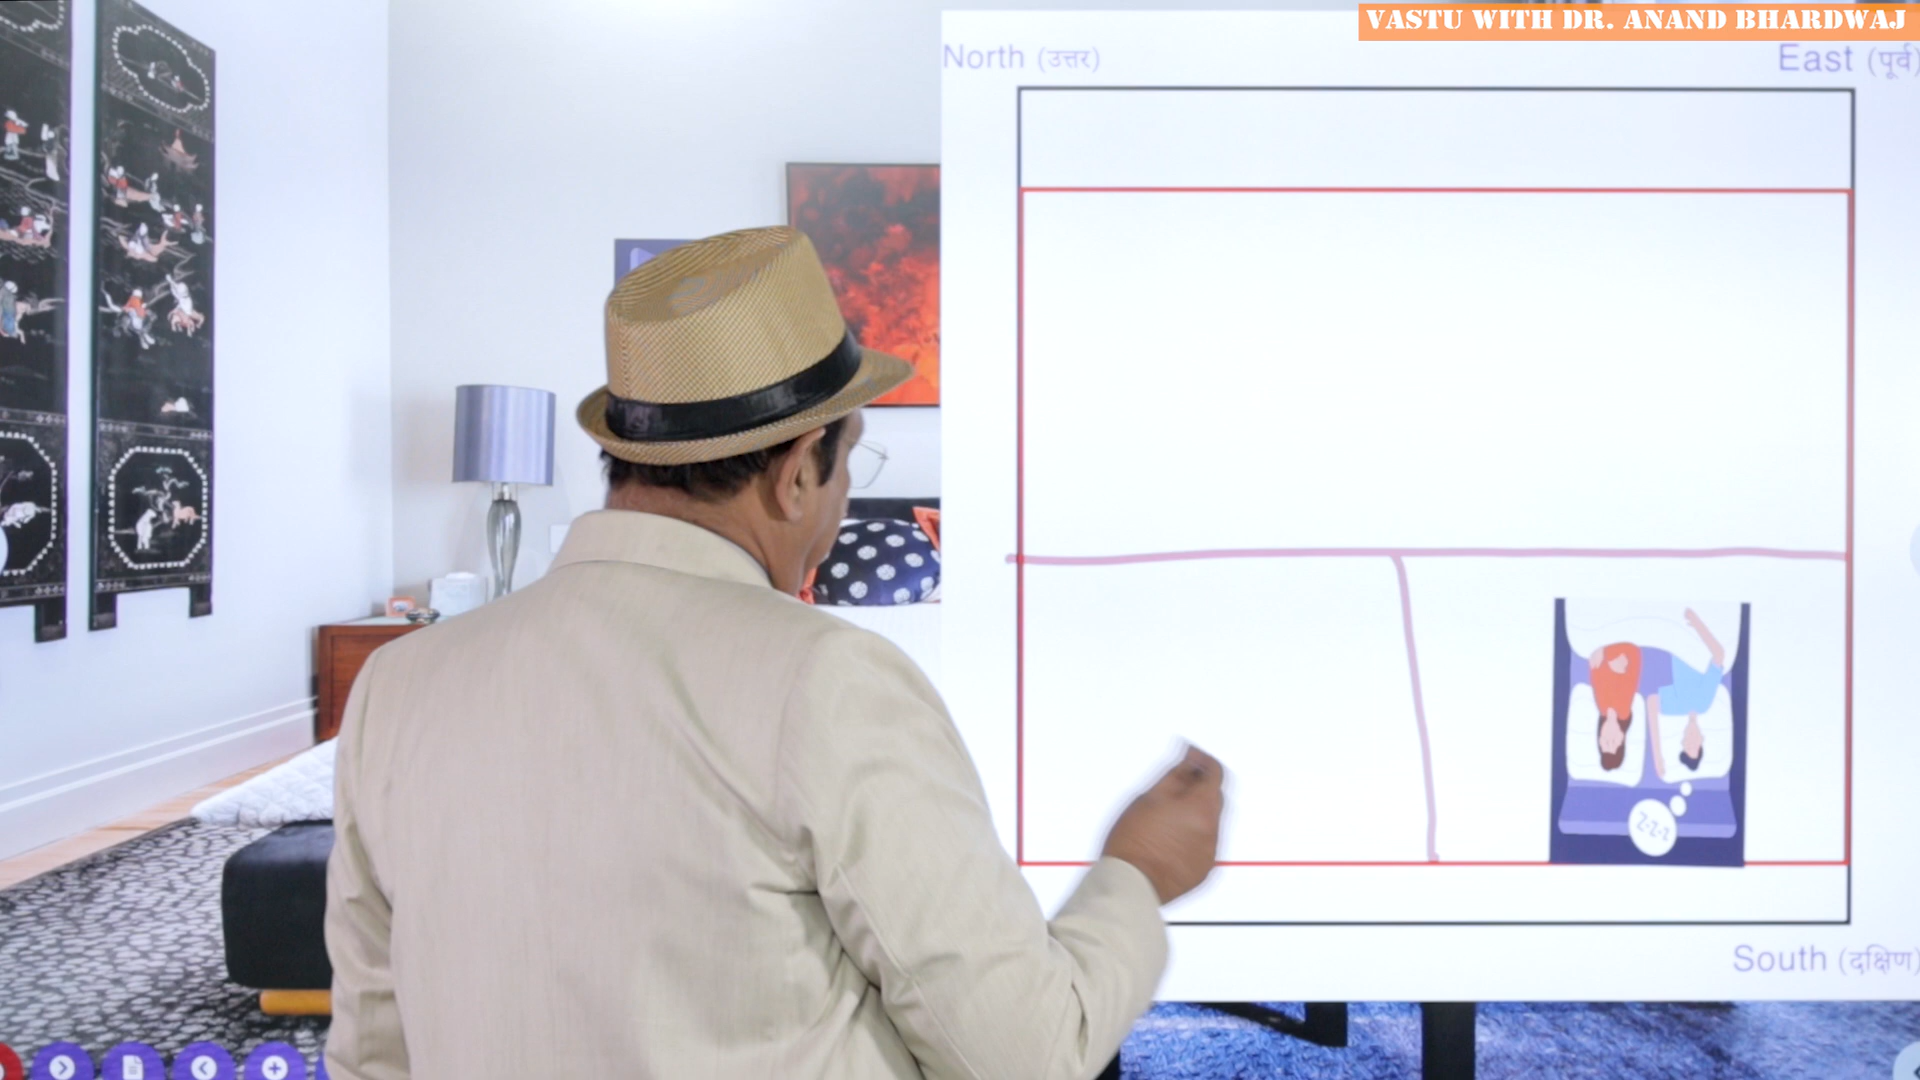 VASTU WITH DR. ANAND BHARDWAJ
North (उत्तर)
East (पूर्व)
Z-Z-Z
South (दक्षिण)